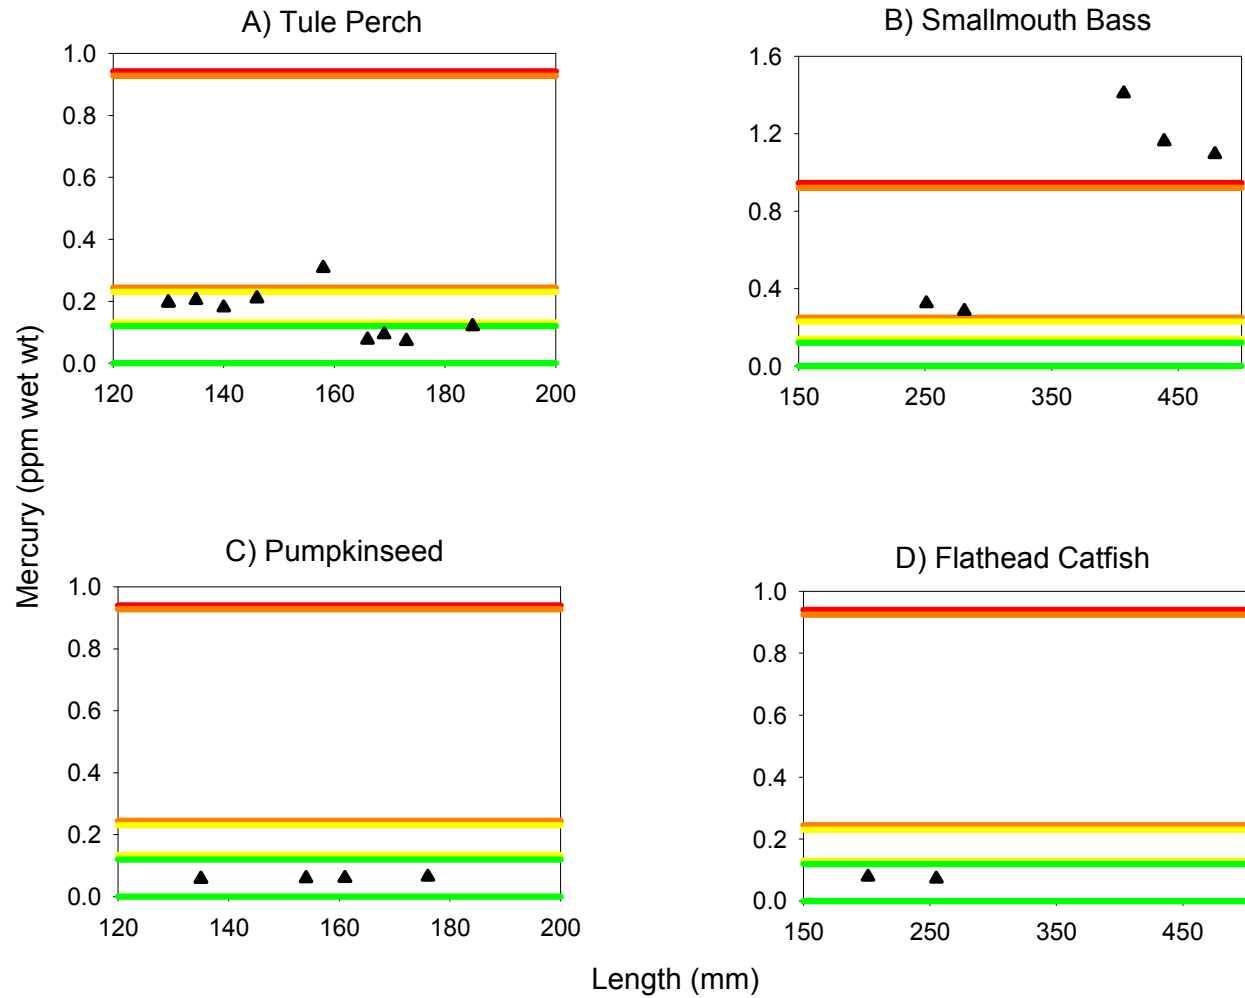 A) Tule Perch
1.0
0.8
0.6
0.4
0.2
0.0
120 140 160 180 200
B) Smallmouth Bass
1.6
1.2
0.8
0.4
0.0
150 250 350 450
Mercury (ppm wet wt)
C) Pumpkinseed
1.0
0.8
0.6
0.4
0.2
0.0
120 140 160 180 200
D) Flathead Catfish
1.0
0.8
0.6
0.4
0.2
0.0
150 250 350 450
Length (mm)